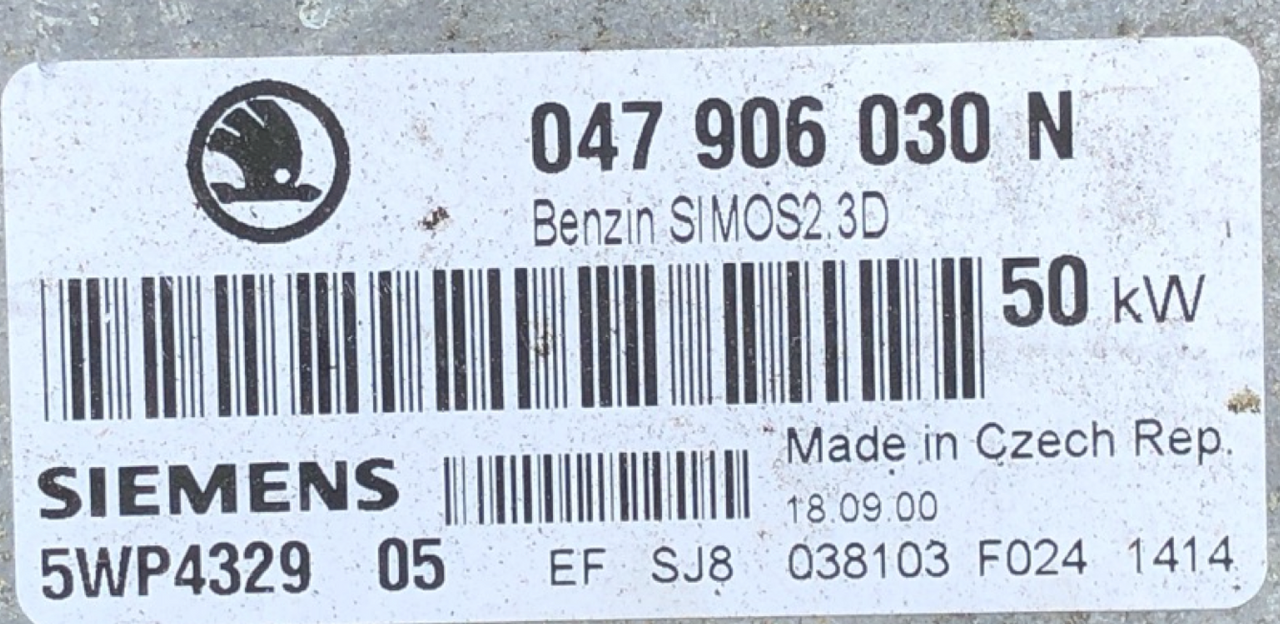 047 906 030 N
Benzin SIMOS2.3D
50 kW
Made in Czech Rep.
SIEMENS
18.09.00
5WP4329 05 EF SJ8 038103 F024 1414